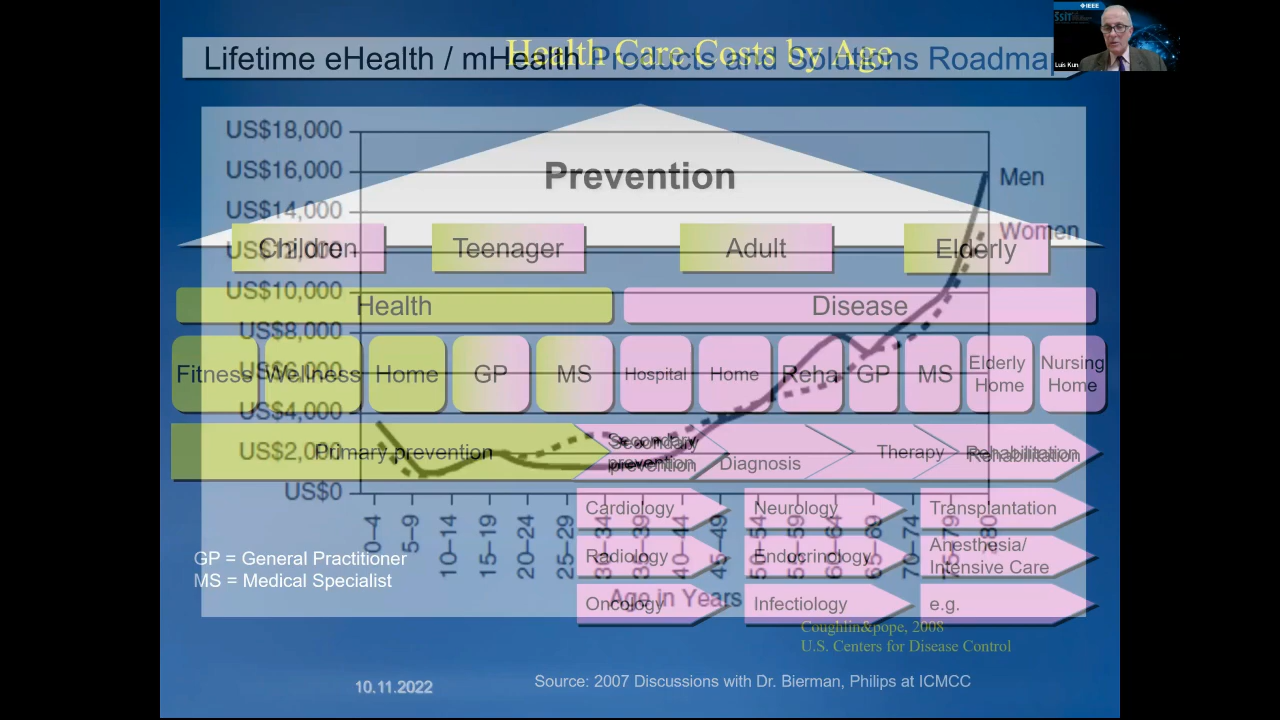 IEEE
SSIT
Luis Kun
Health Care Costs by Age
Lifetime eHealth / mHealth Products and Solutions Roadmap
US$18,000
US$16,000
US$14,000
US$12,000
US$10,000
US$8,000
US$6,000
US$4,000
US$2,000
US$0
Men
Women
Prevention
Children
Teenager
Adult
Elderly
Health
Disease
Fitness
Wellness
Home
GP
MS
Hospital
Home
Reha
GP
MS
Elderly
Home
Nursing
Home
Primary prevention
Secondary
prevention
Diagnosis
Therapy
Rehabilitation
Cardiology
Neurology
Transplantation
Radiology
Endocrinology
Anesthesia/
Intensive Care
Oncology
Infectiology
e.g.
0–4
5–9
10–14
15–19
20–24
25–29
30–34
35–39
40–44
45–49
50–54
55–59
60–64
65–69
70–74
75–79
80
Age in Years
GP = General Practitioner
MS = Medical Specialist
Coughlin&pope, 2008
U.S. Centers for Disease Control
10.11.2022
Source: 2007 Discussions with Dr. Bierman, Philips at ICMCC